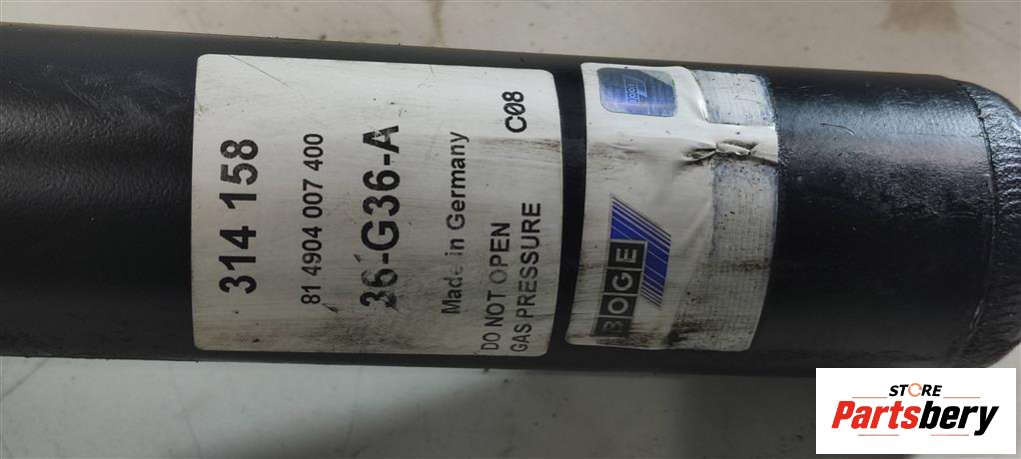 314 158
81 4904 007 400
36-G36-A
Made in Germany
DO NOT OPEN
GAS PRESSURE
C08
BOGE
STORE
Partsbery